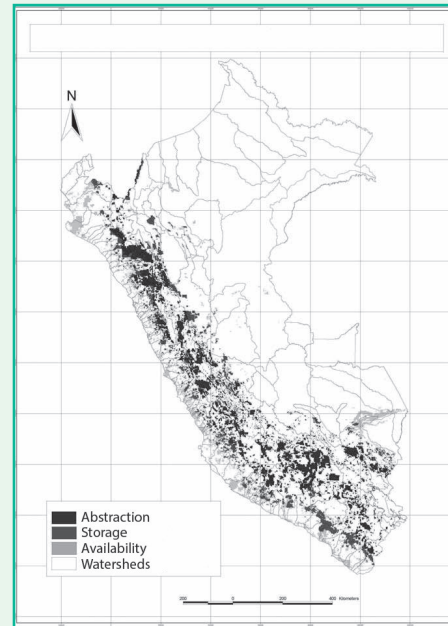 N
Abstraction
Storage
Availability
Watersheds
200 0 200 400 Kilometers